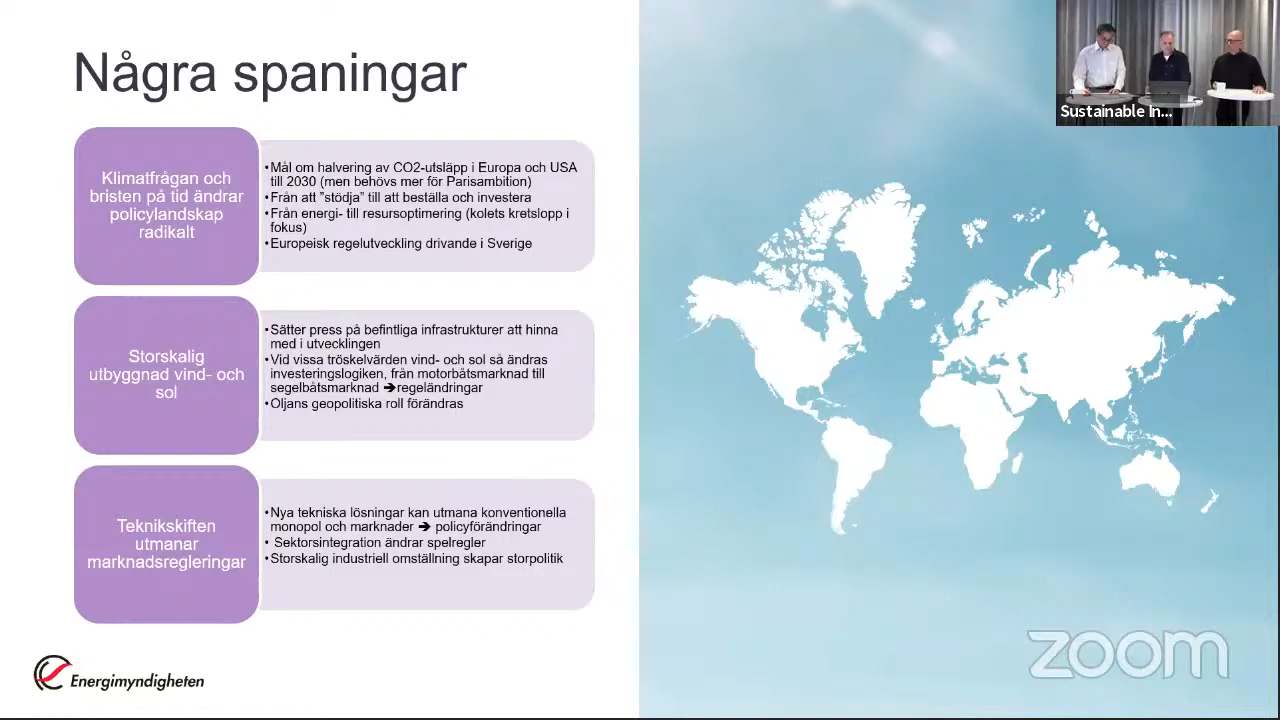 Några spaningar
Sustainable In...
Klimatfrågan och
bristen på tid ändrar
policylandskap
radikalt
•Mål om halvering av CO2-utsläpp i Europa och USA
till 2030 (men behövs mer för Parisambition)
•Från att ”stödja” till att beställa och investera
•Från energi- till resursoptimering (kolets kretslopp i
fokus)
•Europeisk regelutveckling drivande i Sverige
Storskalig
utbyggnad vind- och
sol
•Sätter press på befintliga infrastrukturer att hinna
med i utvecklingen
•Vid vissa tröskelvärden vind- och sol så ändras
investeringslogiken, från motorbåtsmarknad till
segelbåtsmarknad ➔regeländringar
•Oljans geopolitiska roll förändras
Teknikskiften
utmanar
marknadsregleringar
•Nya tekniska lösningar kan utmana konventionella
monopol och marknader ➔ policyförändringar
• Sektorsintegration ändrar spelregler
•Storskalig industriell omställning skapar storpolitik
Energimyndigheten
zoom